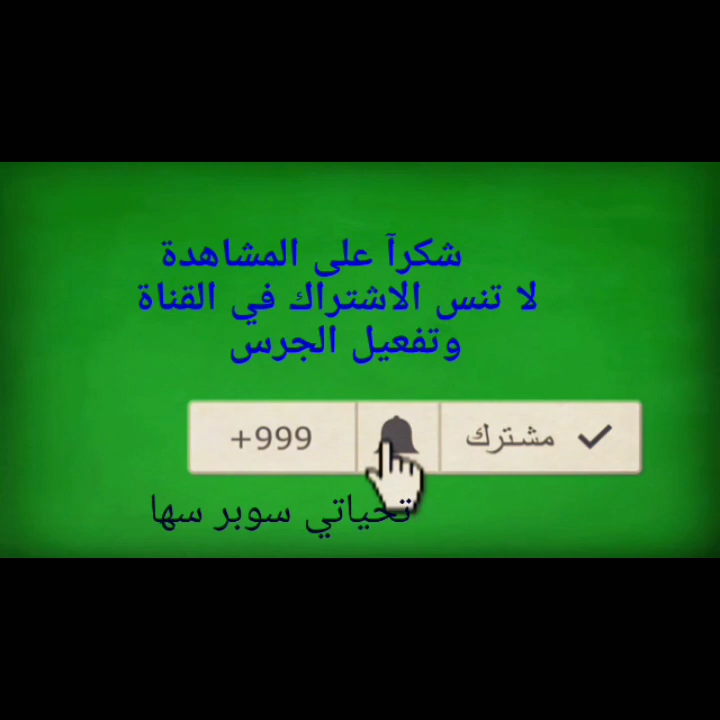 شكرآ على المشاهدة
لا تنس الاشتراك في القناة
وتفعيل الجرس
مشترك
+999
تحياتي سوبر سها